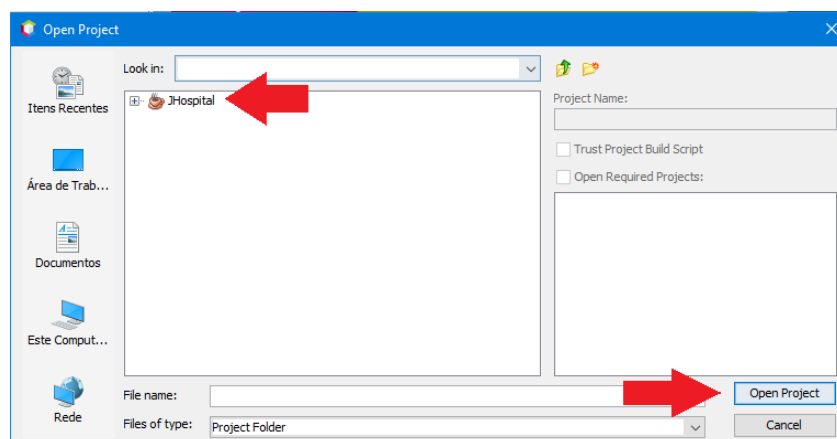 Open Project
Look in:
Itens Recentes
JHospital
Project Name:
Trust Project Build Script
Open Required Projects:
Área de Trab...
Documentos
Este Comput...
Rede
File name:
Open Project
Files of type:
Project Folder
Cancel